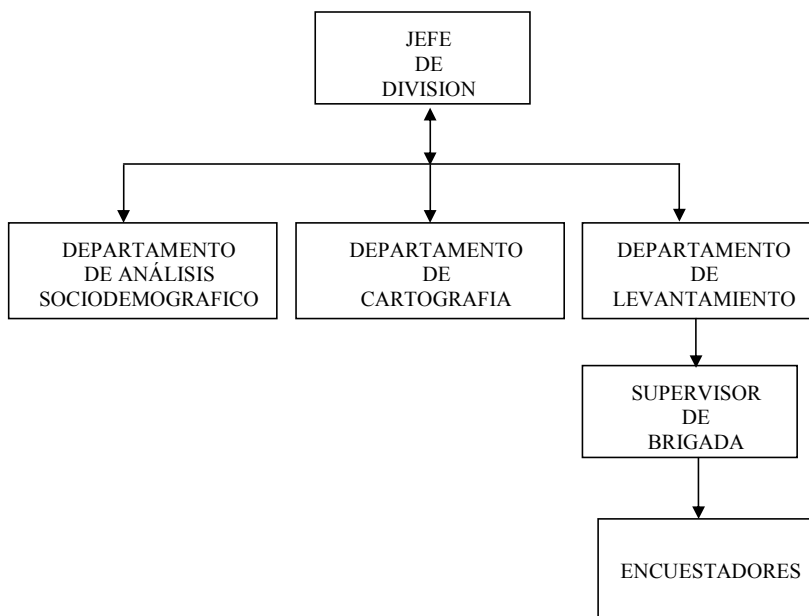 JEFE
DE
DIVISION
DEPARTAMENTO
DE ANÁLISIS
SOCIODEMOGRAFICO
DEPARTAMENTO
DE
CARTOGRAFIA
DEPARTAMENTO
DE
LEVANTAMIENTO
SUPERVISOR
DE
BRIGADA
ENCUESTADORES